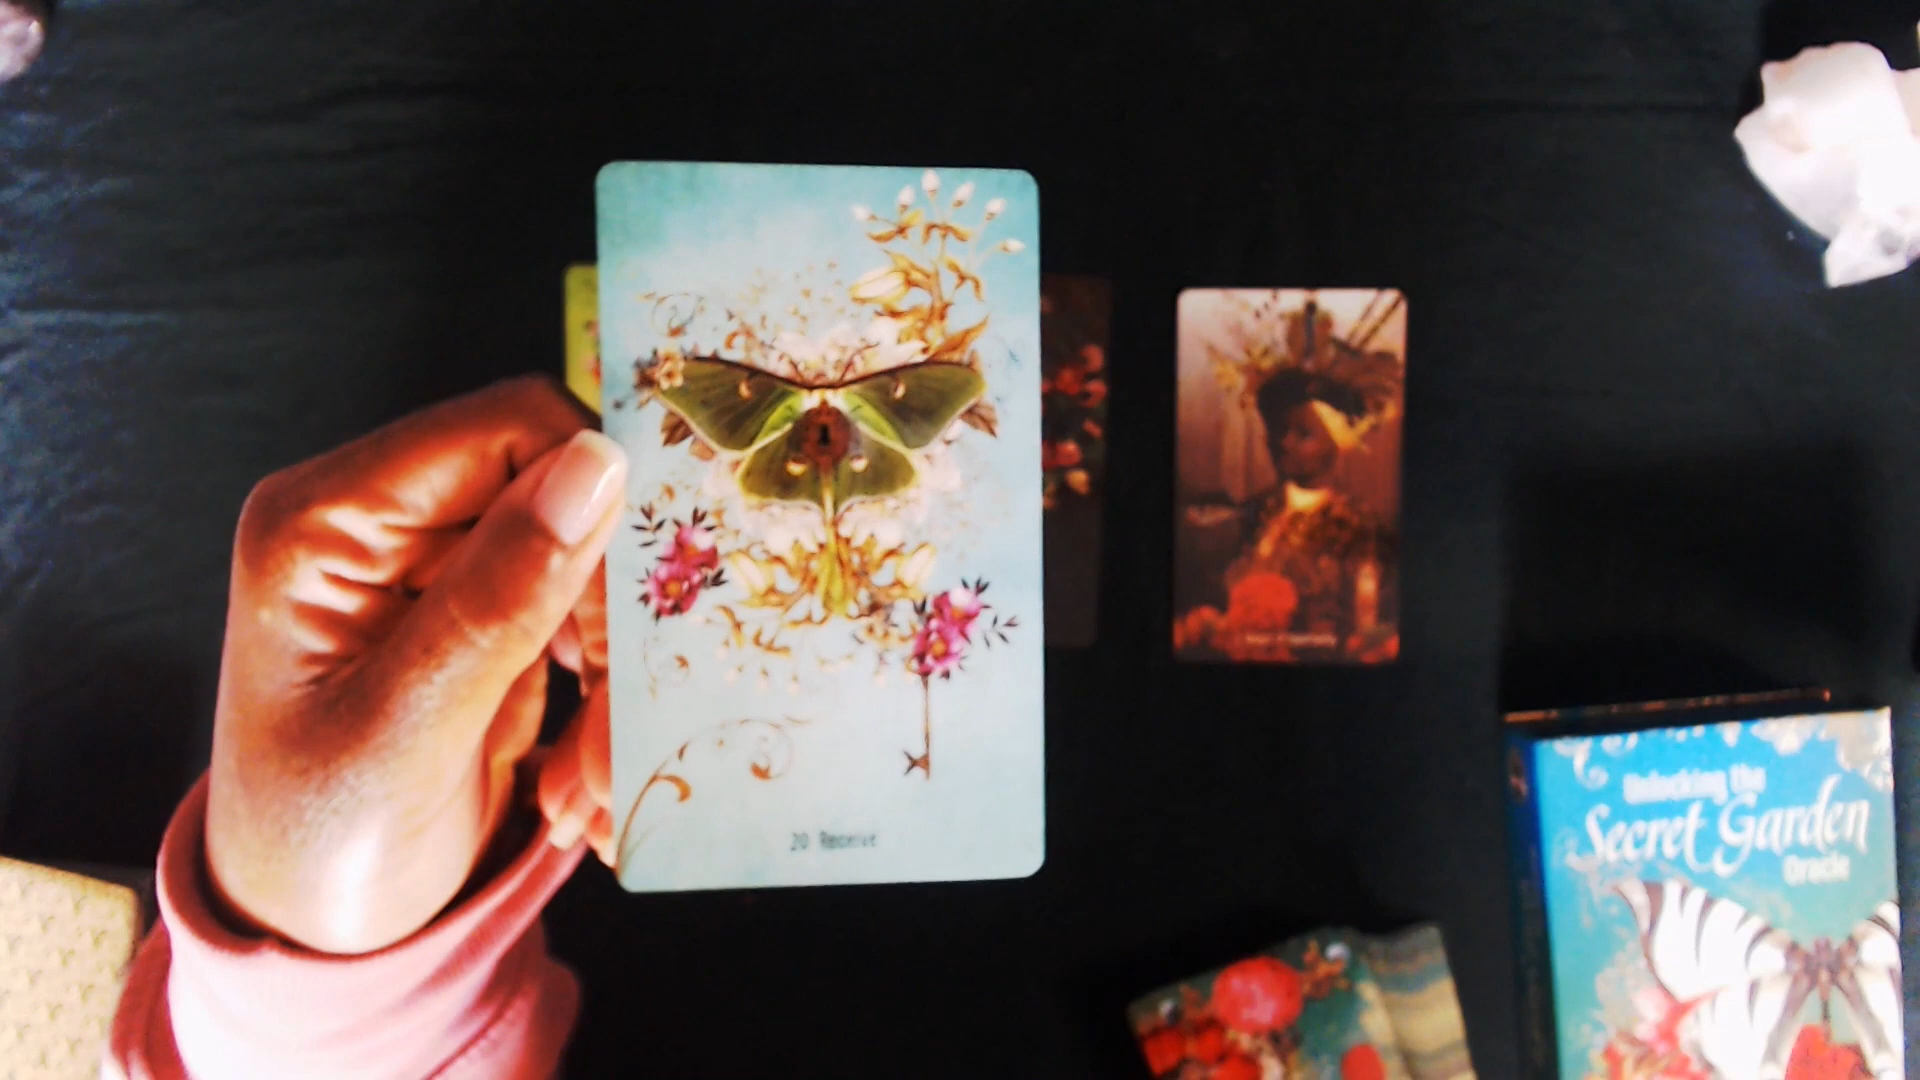 20 Receive
Unlocking the
Secret Garden
Oracle